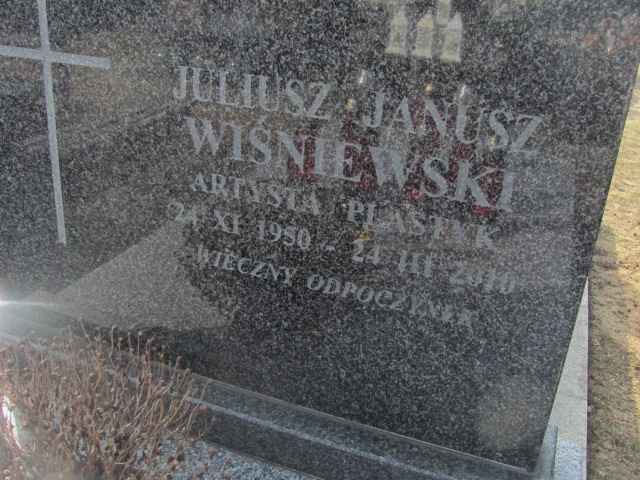 JULIUSZ JANUSZ
WIŚNIEWSKI
ARTYSTA PLASTYK
24 XI 1950 - 24 III 2010
WIECZNY ODPOCZYNEK